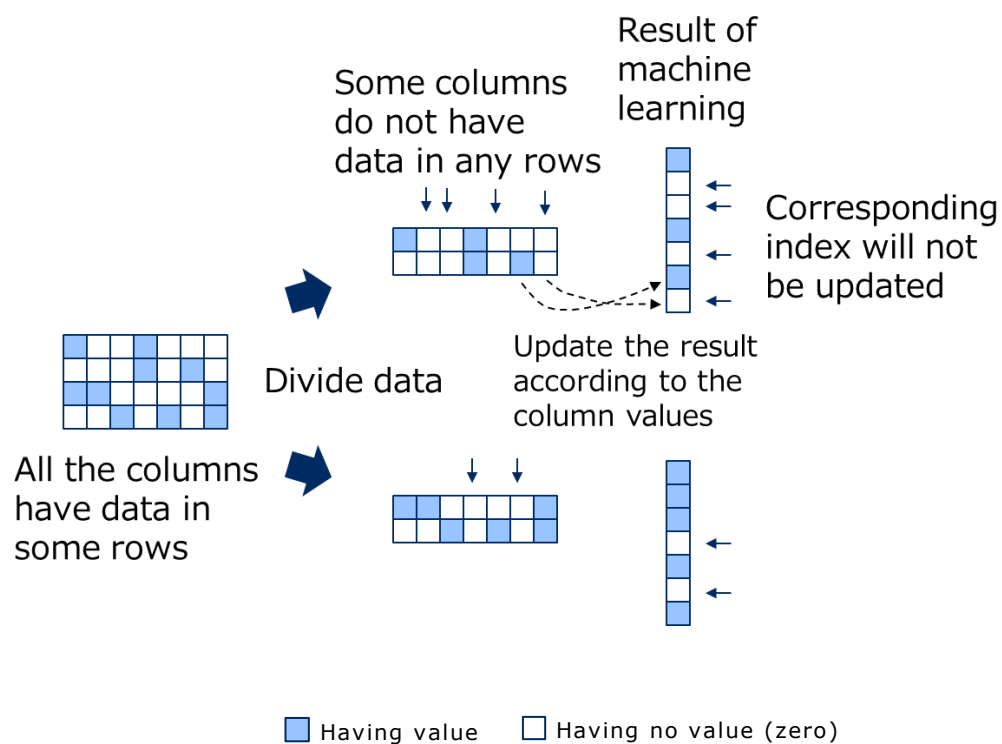 Result of
machine
learning
Some columns
do not have
data in any rows
Corresponding
index will not
be updated
Update the result
according to the
column values
Divide data
All the columns
have data in
some rows
Having value
Having no value (zero)